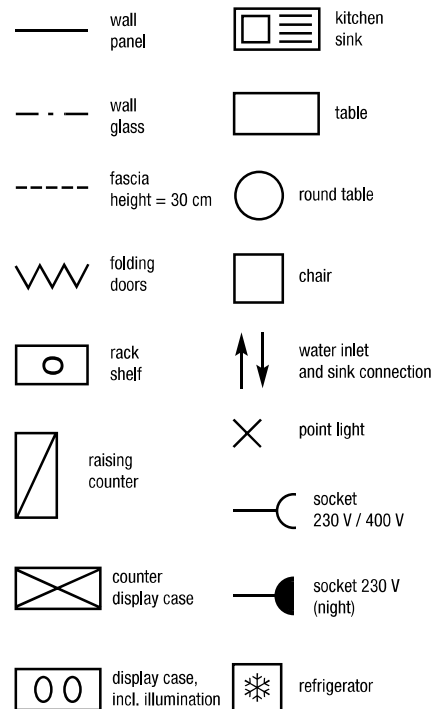 wall
panel
wall
glass
fascia
height = 30 cm
folding
doors
rack
shelf
raising
counter
counter
display case
display case,
incl. illumination
kitchen
sink
table
round table
chair
water inlet
and sink connection
point light
socket
230 V / 400 V
socket 230 V
(night)
refrigerator